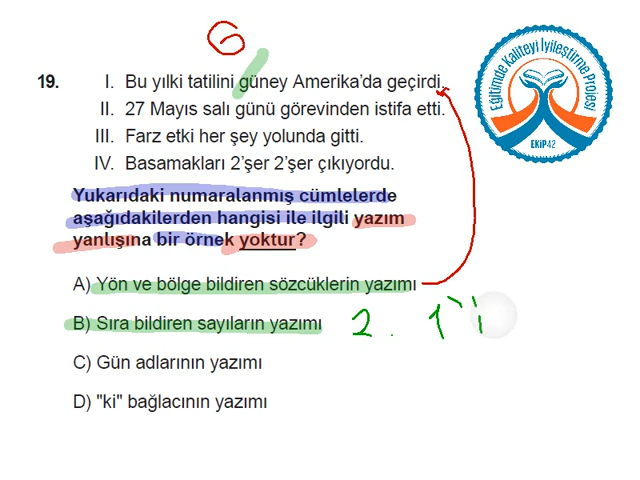 G
19. I. Bu yılki tatilini güney Amerika'da geçirdi.
II. 27 Mayıs salı günü görevinden istifa etti.
III. Farz etki her şey yolunda gitti.
IV. Basamakları 2'şer 2'şer çıkıyordu.
Yukarıdaki numaralanmış cümlelerde
aşağıdakilerden hangisi ile ilgili yazım
yanlışına bir örnek yoktur?
A) Yön ve bölge bildiren sözcüklerin yazımı
B) Sıra bildiren sayıların yazımı 2. 1'i
C) Gün adlarının yazımı
D) "ki" bağlacının yazımı
Eğitimde Kaliteyi İyileştirme Projesi
EKİP42